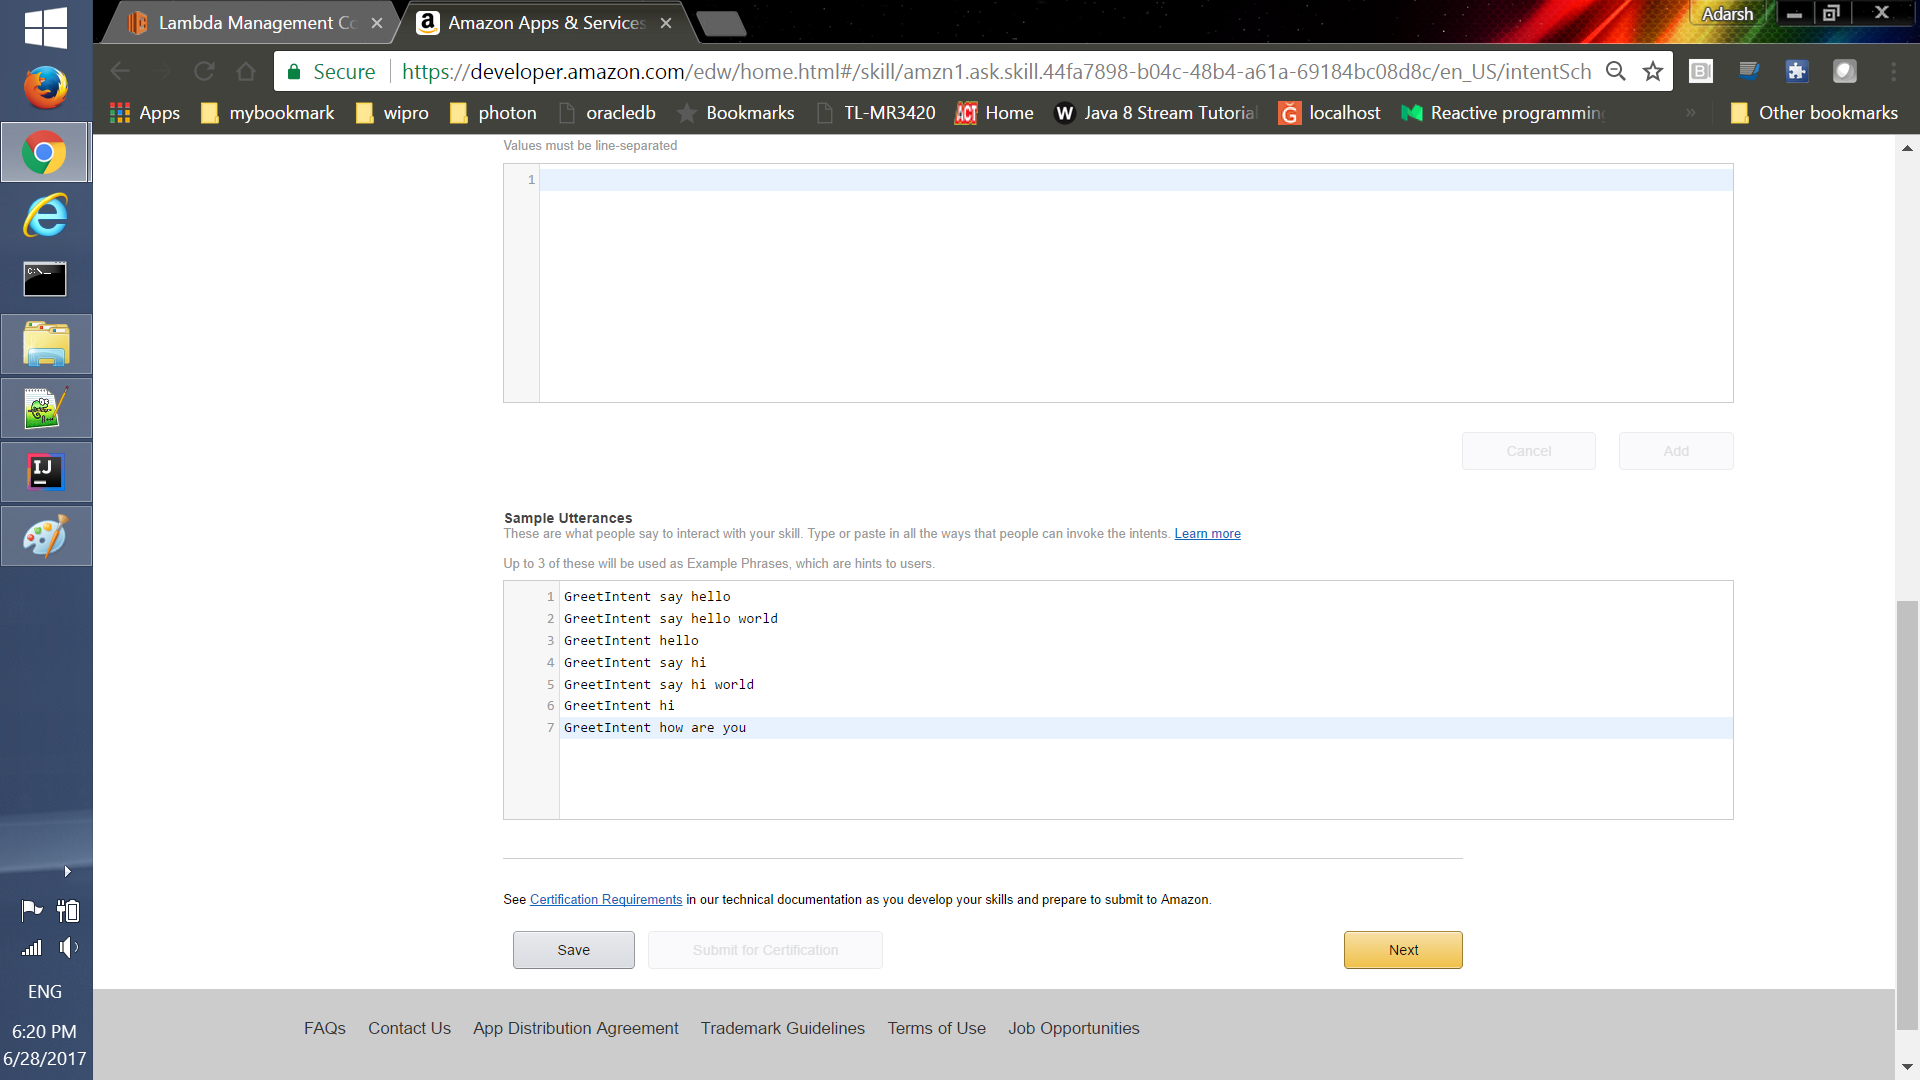 Adarsh
Lambda Management Co
Amazon Apps & Services
Secure
https://developer.amazon.com/edw/home.html#/skill/amzn1.ask.skill.44fa7898-b04c-48b4-a61a-69184bc08d8c/en_US/intentSch
Apps mybookmark wipro photon oracledb Bookmarks TL-MR3420 ACT Home W Java 8 Stream Tutorial localhost Reactive programming » Other bookmarks
Values must be line-separated
1
Cancel Add
Sample Utterances
These are what people say to interact with your skill. Type or paste in all the ways that people can invoke the intents. Learn more
Up to 3 of these will be used as Example Phrases, which are hints to users.
1 GreetIntent say hello
2 GreetIntent say hello world
3 GreetIntent hello
4 GreetIntent say hi
5 GreetIntent say hi world
6 GreetIntent hi
7 GreetIntent how are you
See Certification Requirements in our technical documentation as you develop your skills and prepare to submit to Amazon.
Save Submit for Certification Next
FAQs Contact Us App Distribution Agreement Trademark Guidelines Terms of Use Job Opportunities
C:\
IJ
ENG
6:20 PM
6/28/2017